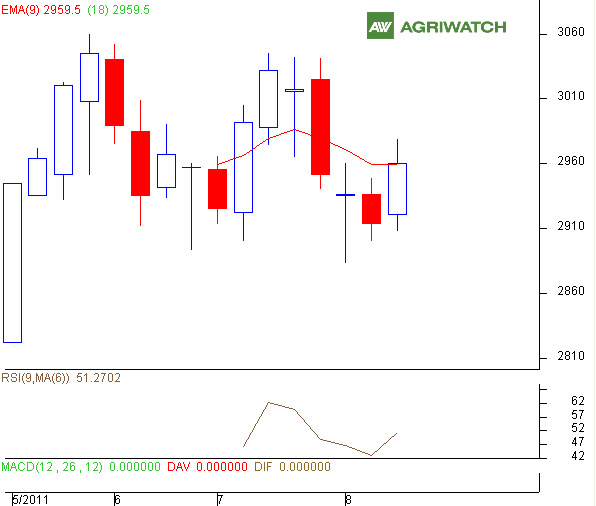 EMA(9) 2959.5 (18) 2959.5
AW AGRIWATCH
3060
3010
2960
2910
2860
2810
RSI(9,MA(6)) 51.2702
62
57
52
47
42
MACD(12, 26, 12) 0.000000 DAV 0.000000 DIF 0.000000
5/2011 6 7 8